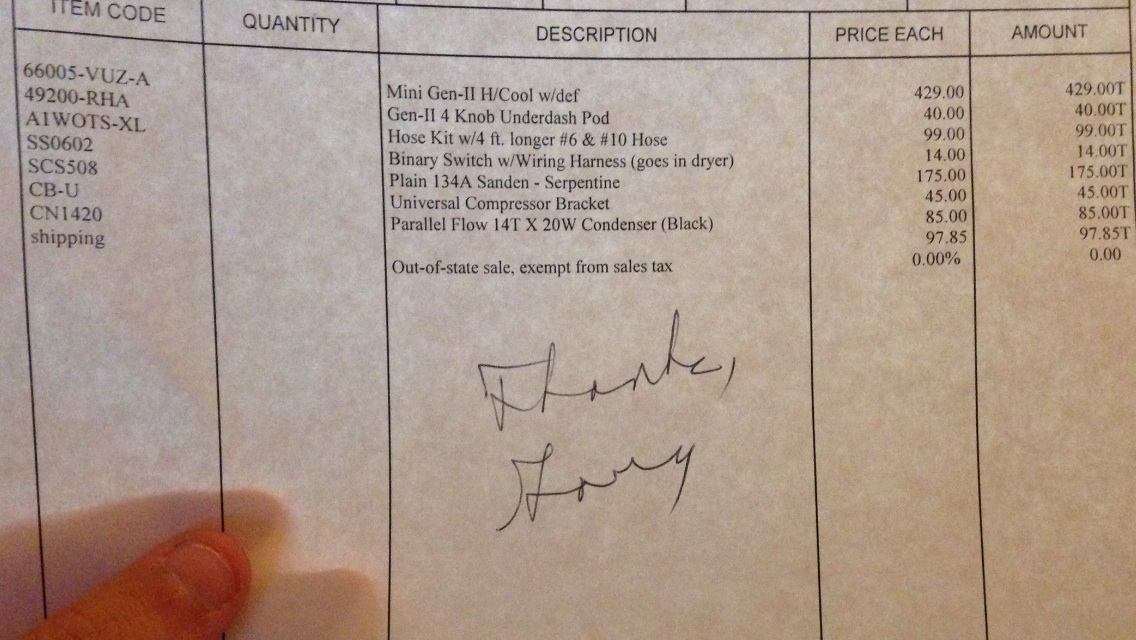 ITEM CODE QUANTITY DESCRIPTION PRICE EACH AMOUNT
66005-VUZ-A Mini Gen-II H/Cool w/def 429.00 429.00T
49200-RHA Gen-II 4 Knob Underdash Pod 40.00 40.00T
A1WOTS-XL Hose Kit w/4 ft. longer #6 & #10 Hose 99.00 99.00T
SS0602 Binary Switch w/Wiring Harness (goes in dryer) 14.00 14.00T
SCS508 Plain 134A Sanden - Serpentine 175.00 175.00T
CB-U Universal Compressor Bracket 45.00 45.00T
CN1420 Parallel Flow 14T X 20W Condenser (Black) 85.00 85.00T
shipping 97.85 97.85T
Out-of-state sale, exempt from sales tax 0.00% 0.00
Thanks,